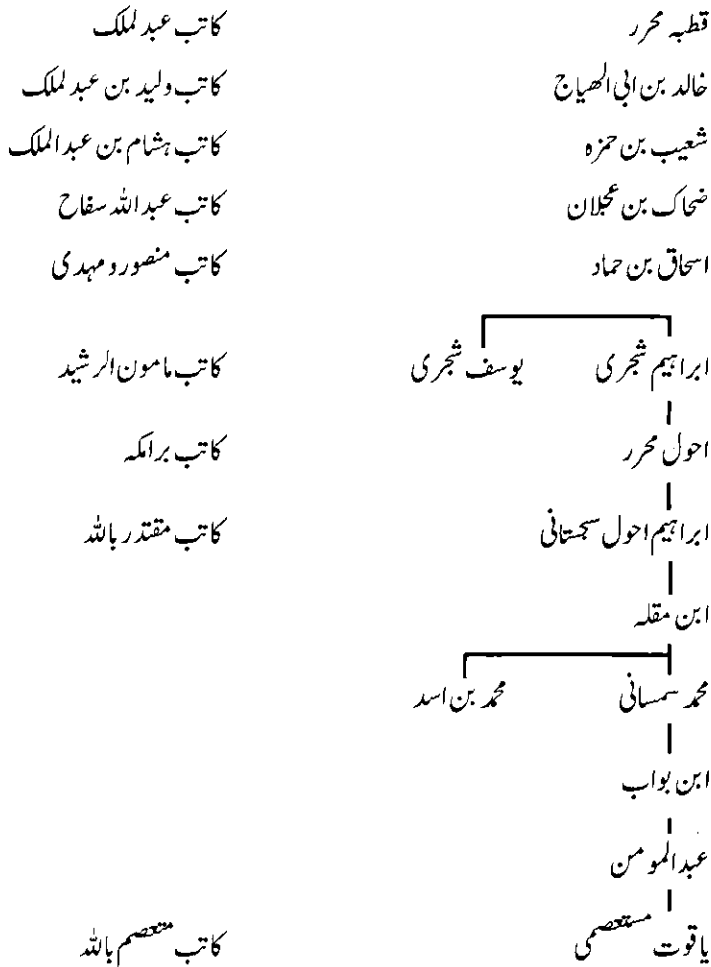 قطبہ محرر کاتب عبد لملک
خالد بن ابی الھیاج کاتب ولید بن عبد لملک
شعیب بن حمزہ کاتب ہشام بن عبد الملک
ضحاک بن عجلان کاتب عبد اللہ سفاح
اسحاق بن حماد کاتب منصور و مہدی
ابراہیم شجری یوسف شجری کاتب مامون الرشید
احول محرر کاتب برامکہ
ابراہیم احول سجستانی کاتب مقتدر باللہ
ابن مقلہ
محمد سمسانی محمد بن اسد
ابن بواب
عبد المومن
یاقوت مستعصمی کاتب متعصم باللہ